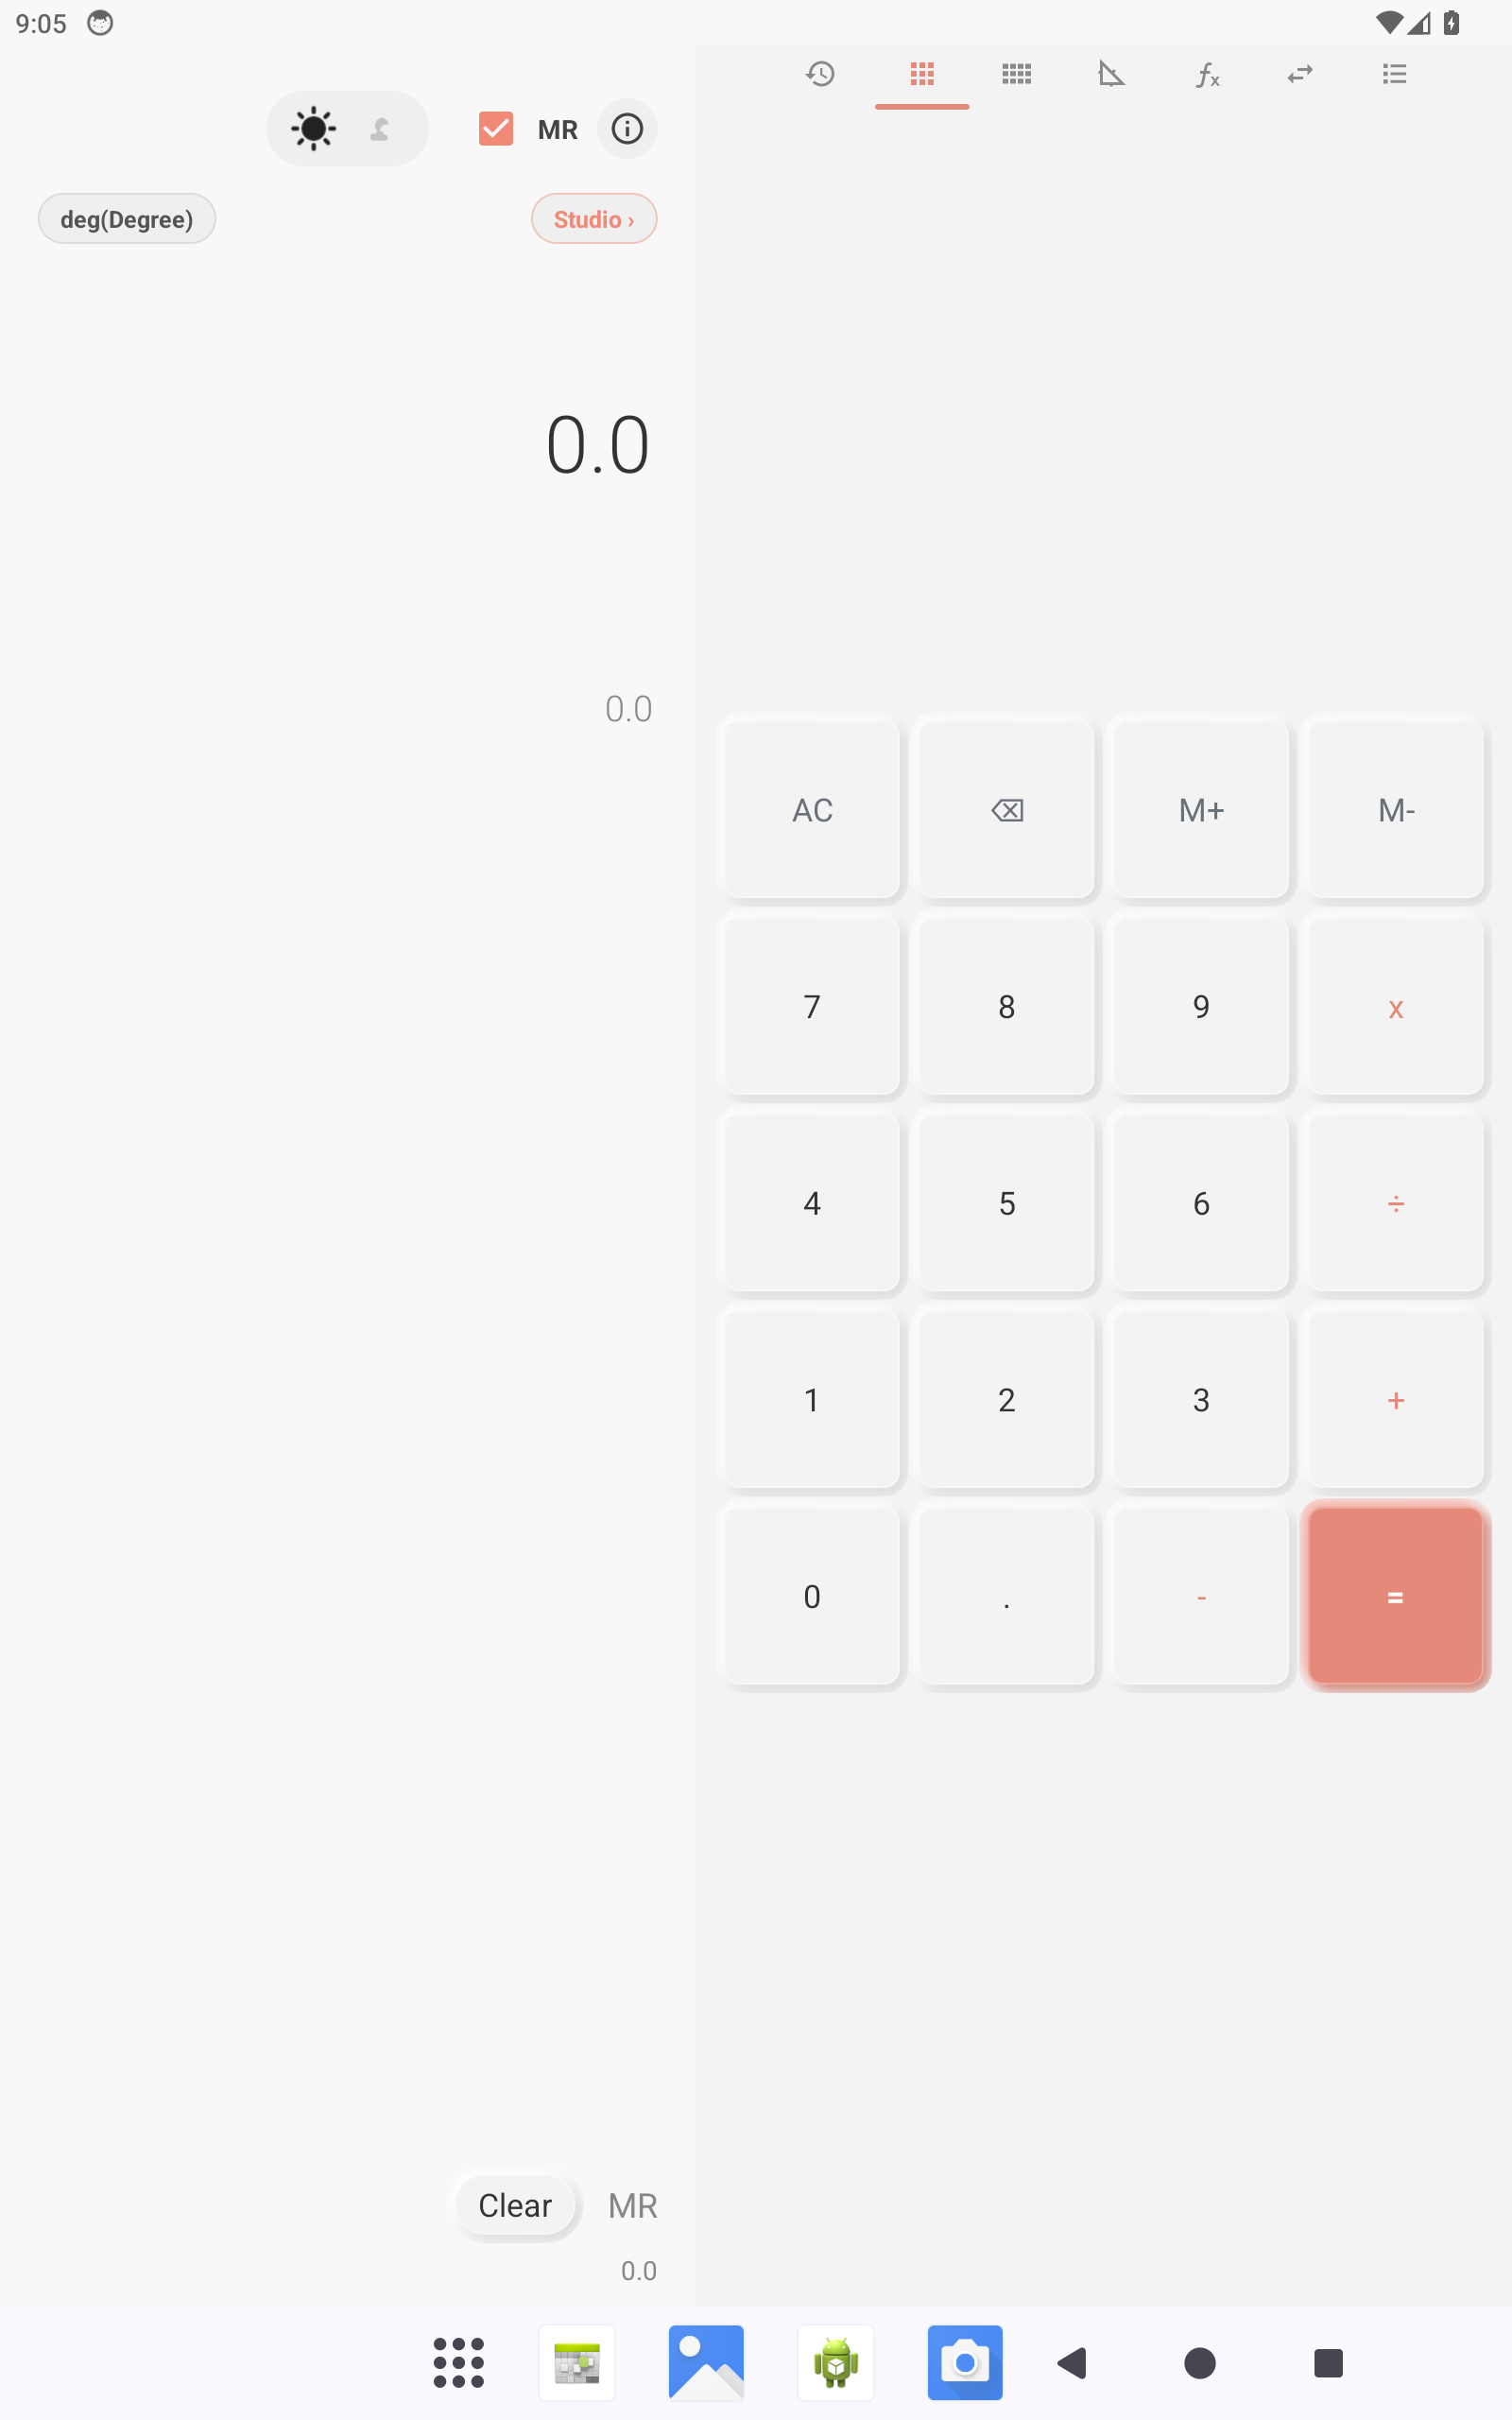 9:05
MR
deg(Degree)
Studio ›
0.0
0.0
AC
M+
M-
7
8
9
x
4
5
6
÷
1
2
3
+
0
.
-
=
Clear
MR
0.0